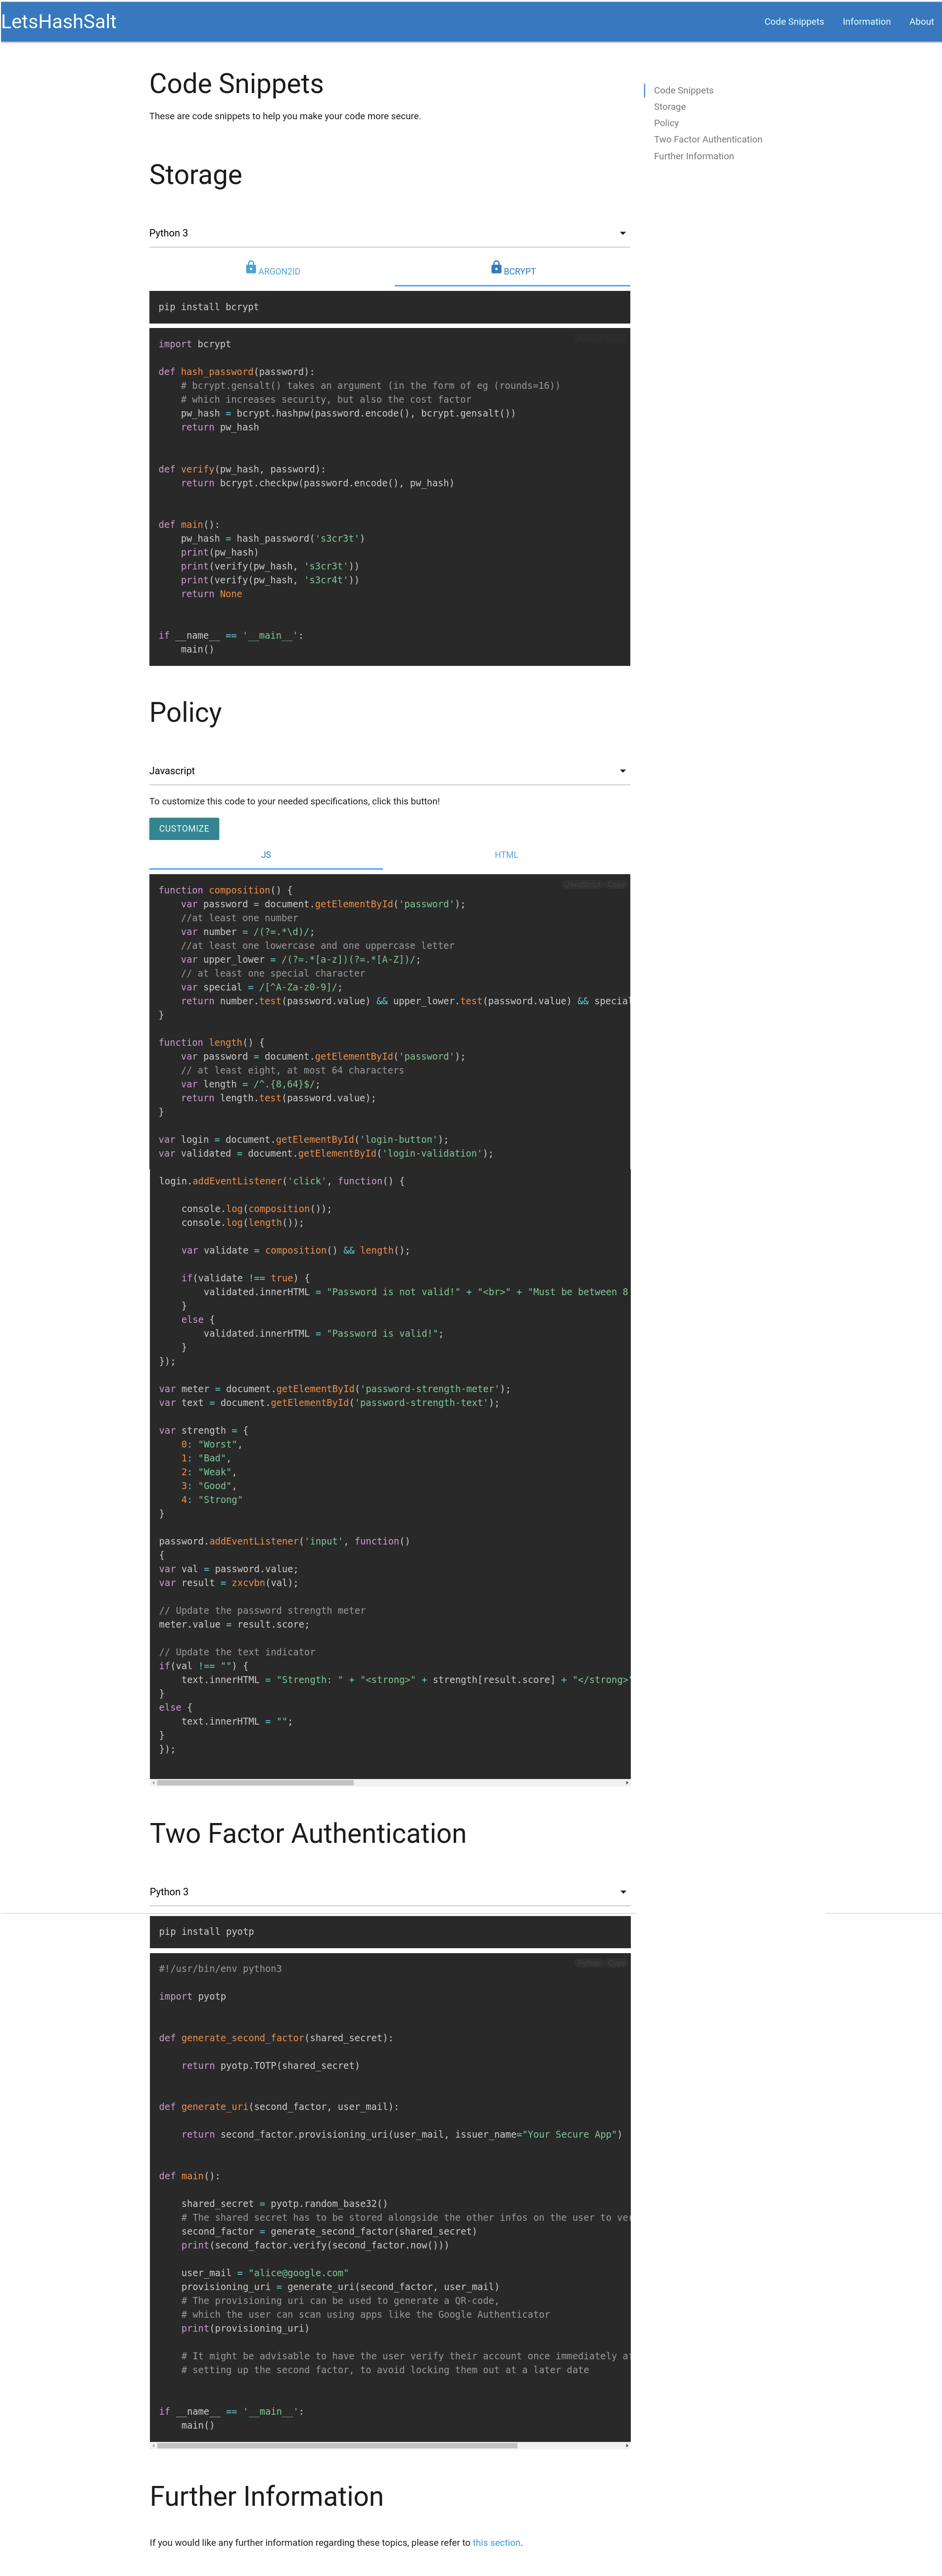 LetsHashSalt
Code Snippets Information About
Code Snippets
These are code snippets to help you make your code more secure.
Code Snippets
Storage
Policy
Two Factor Authentication
Further Information
Storage
Python 3
ARGON2ID
BCRYPT
pip install bcrypt
import bcrypt
def hash_password(password):
    # bcrypt.gensalt() takes an argument (in the form of eg (rounds=16))
    # which increases security, but also the cost factor
    pw_hash = bcrypt.hashpw(password.encode(), bcrypt.gensalt())
    return pw_hash
def verify(pw_hash, password):
    return bcrypt.checkpw(password.encode(), pw_hash)
def main():
    pw_hash = hash_password('s3cr3t')
    print(pw_hash)
    print(verify(pw_hash, 's3cr3t'))
    print(verify(pw_hash, 's3cr4t'))
    return None
if __name__ == '__main__':
    main()
Policy
Javascript
To customize this code to your needed specifications, click this button!
CUSTOMIZE
JS
HTML
function composition() {
    var password = document.getElementById('password');
    //at least one number
    var number = /(?=.*\d)/;
    //at least one lowercase and one uppercase letter
    var upper_lower = /(?=.*[a-z])(?=.*[A-Z])/;
    // at least one special character
    var special = /[^A-Za-z0-9]/;
    return number.test(password.value) && upper_lower.test(password.value) && special
}
function length() {
    var password = document.getElementById('password');
    // at least eight, at most 64 characters
    var length = /^.{8,64}$/;
    return length.test(password.value);
}
var login = document.getElementById('login-button');
var validated = document.getElementById('login-validation');
login.addEventListener('click', function() {
    console.log(composition());
    console.log(length());
    var validate = composition() && length();
    if(validate !== true) {
        validated.innerHTML = "Password is not valid!" + "<br>" + "Must be between 8
    }
    else {
        validated.innerHTML = "Password is valid!";
    }
});
var meter = document.getElementById('password-strength-meter');
var text = document.getElementById('password-strength-text');
var strength = {
    0: "Worst",
    1: "Bad",
    2: "Weak",
    3: "Good",
    4: "Strong"
}
password.addEventListener('input', function()
{
var val = password.value;
var result = zxcvbn(val);
// Update the password strength meter
meter.value = result.score;
// Update the text indicator
if(val !== "") {
    text.innerHTML = "Strength: " + "<strong>" + strength[result.score] + "</strong>"
}
else {
    text.innerHTML = "";
}
});
Two Factor Authentication
Python 3
pip install pyotp
#!/usr/bin/env python3
import pyotp
def generate_second_factor(shared_secret):
    return pyotp.TOTP(shared_secret)
def generate_uri(second_factor, user_mail):
    return second_factor.provisioning_uri(user_mail, issuer_name="Your Secure App")
def main():
    shared_secret = pyotp.random_base32()
    # The shared secret has to be stored alongside the other infos on the user to ver
    second_factor = generate_second_factor(shared_secret)
    print(second_factor.verify(second_factor.now()))
    user_mail = "alice@google.com"
    provisioning_uri = generate_uri(second_factor, user_mail)
    # The provisioning uri can be used to generate a QR-code,
    # which the user can scan using apps like the Google Authenticator
    print(provisioning_uri)
    # It might be advisable to have the user verify their account once immediately af
    # setting up the second factor, to avoid locking them out at a later date
if __name__ == '__main__':
    main()
Further Information
If you would like any further information regarding these topics, please refer to this section.